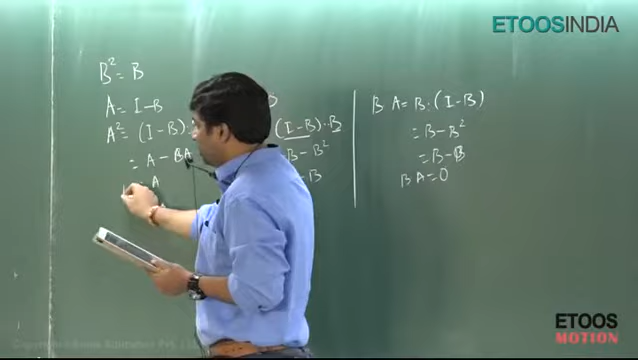 ETOOSINDIA
B² = B
A = I - B
A² = (I - B)
= A - BA
A
(I - B) · B
B - B²
= B
B A = B · (I - B)
= B - B²
= B - B
B A = 0
ETOOS
MOTION